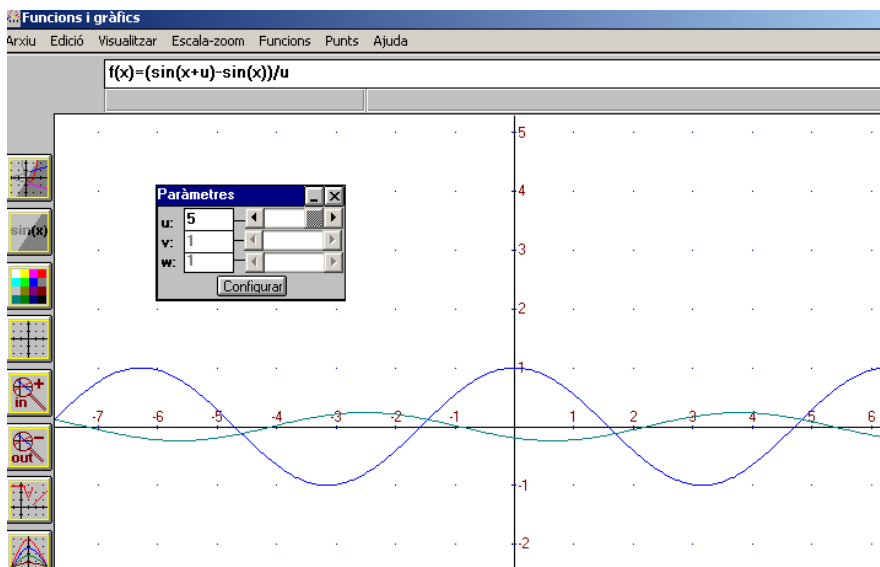 Funcions i gràfics
Arxiu Edició Visualitzar Escala-zoom Funcions Punts Ajuda
f(x)=(sin(x+u)-sin(x))/u
5
Paràmetres
u: 5
v: 1
w: 1
Configurar
4
sin(x)
3
2
1
in
-7 -6 -5 -4 -3 -2 -1 1 2 3 4 5 6
out
-1
-2